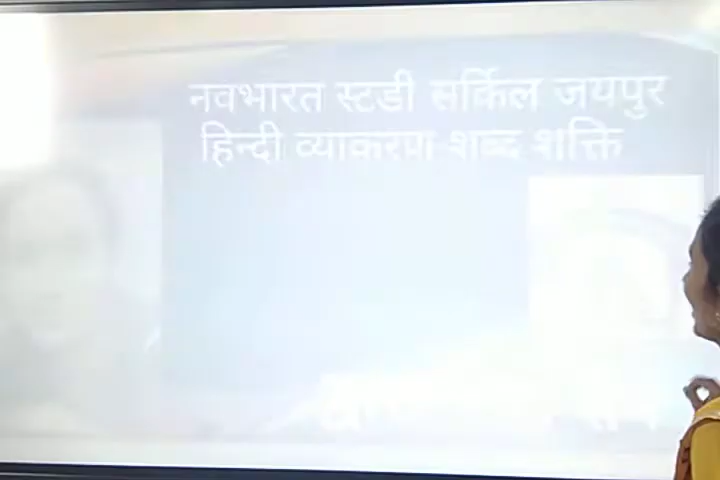 नवभारत स्टडी सर्किल जयपुर
हिन्दी व्याकरण शब्द शक्ति